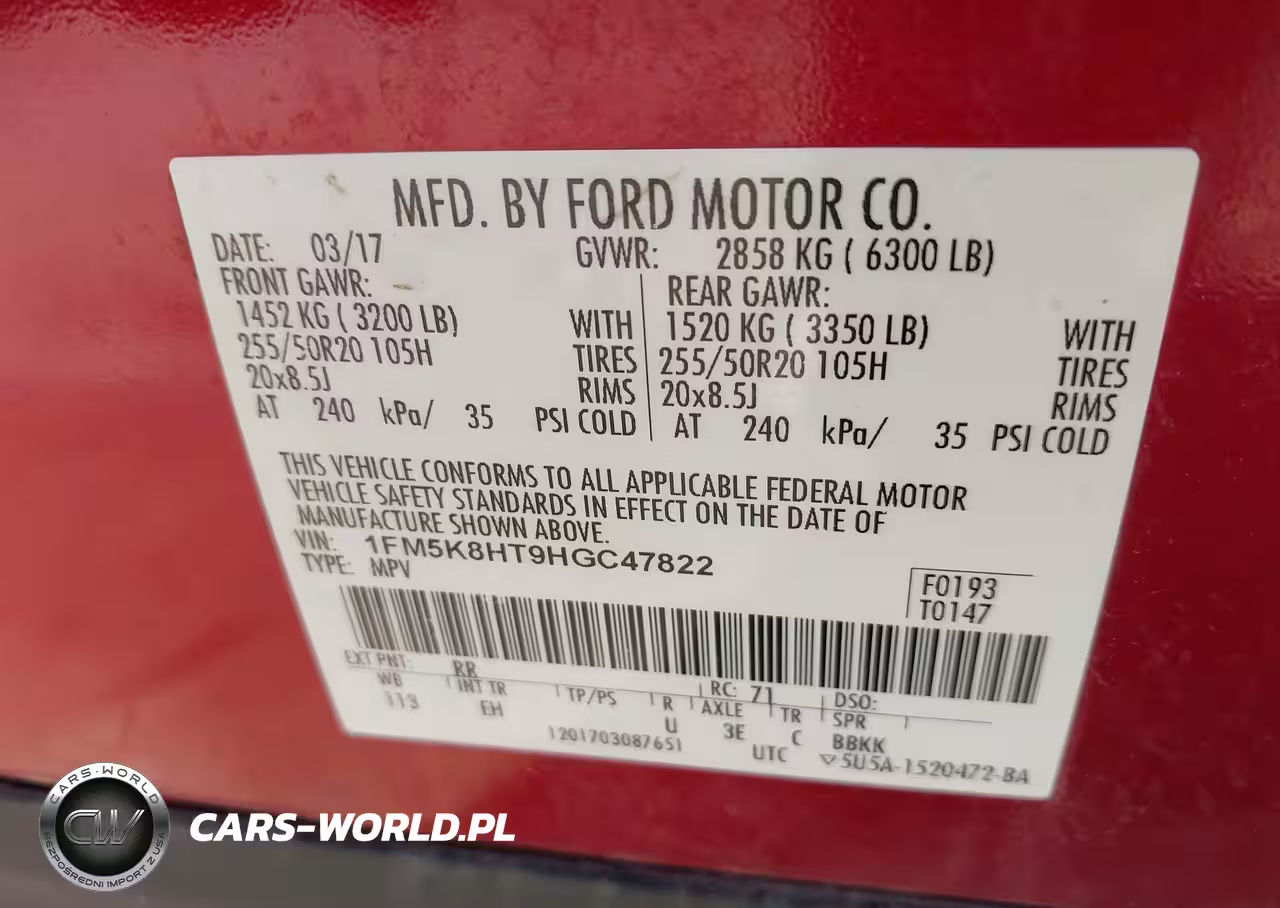 MFD. BY FORD MOTOR CO.
DATE: 03/17 GVWR: 2858 KG ( 6300 LB)
FRONT GAWR: REAR GAWR:
1452 KG ( 3200 LB) WITH 1520 KG ( 3350 LB) WITH
255/50R20 105H TIRES 255/50R20 105H TIRES
20x8.5J RIMS 20x8.5J RIMS
AT 240 kPa/ 35 PSI COLD AT 240 kPa/ 35 PSI COLD
THIS VEHICLE CONFORMS TO ALL APPLICABLE FEDERAL MOTOR
VEHICLE SAFETY STANDARDS IN EFFECT ON THE DATE OF
MANUFACTURE SHOWN ABOVE.
VIN: 1FM5K8HT9HGC47822
TYPE: MPV
F0193
T0147
EXT PNT: RR RC: 71 DSO:
WB INT TR TP/PS R AXLE TR SPR
113 EH U 3E C BBKK
1201703087651 UTC ▽5U5A-1520472-BA
CARS-WORLD
CW
BEZPOŚREDNI IMPORT Z USA
CARS-WORLD.PL